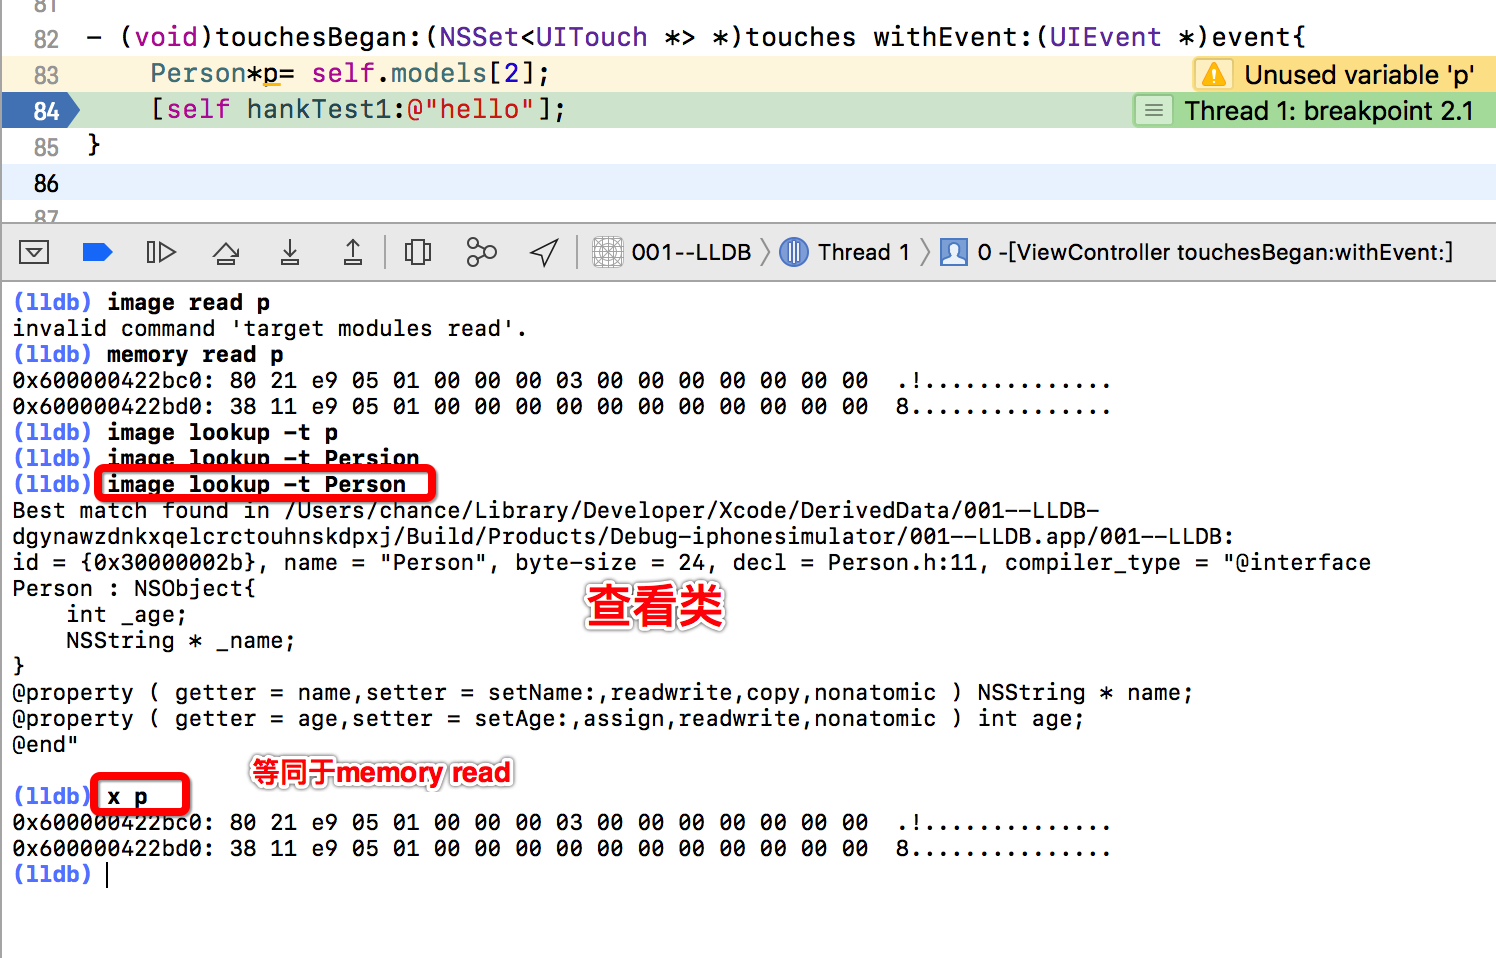 81
82 - (void)touchesBegan:(NSSet<UITouch *> *)touches withEvent:(UIEvent *)event{
83 Person*p= self.models[2]; Unused variable 'p'
84 [self hankTest1:@"hello"]; Thread 1: breakpoint 2.1
85 }
86
87
001--LLDB Thread 1 0 -[ViewController touchesBegan:withEvent:]
(lldb) image read p
invalid command 'target modules read'.
(lldb) memory read p
0x600000422bc0: 80 21 e9 05 01 00 00 00 03 00 00 00 00 00 00 00 .!..............
0x600000422bd0: 38 11 e9 05 01 00 00 00 00 00 00 00 00 00 00 00 8...............
(lldb) image lookup -t p
(lldb) image lookup -t Persion
(lldb) image lookup -t Person
Best match found in /Users/chance/Library/Developer/Xcode/DerivedData/001--LLDB-
dgynawzdnkxqelcrctouhnskdpxj/Build/Products/Debug-iphonesimulator/001--LLDB.app/001--LLDB:
id = {0x30000002b}, name = "Person", byte-size = 24, decl = Person.h:11, compiler_type = "@interface
Person : NSObject{
int _age;
查看类
NSString * _name;
}
@property ( getter = name,setter = setName:,readwrite,copy,nonatomic ) NSString * name;
@property ( getter = age,setter = setAge:,assign,readwrite,nonatomic ) int age;
@end"
等同于memory read
(lldb) x p
0x600000422bc0: 80 21 e9 05 01 00 00 00 03 00 00 00 00 00 00 00 .!..............
0x600000422bd0: 38 11 e9 05 01 00 00 00 00 00 00 00 00 00 00 00 8...............
(lldb)